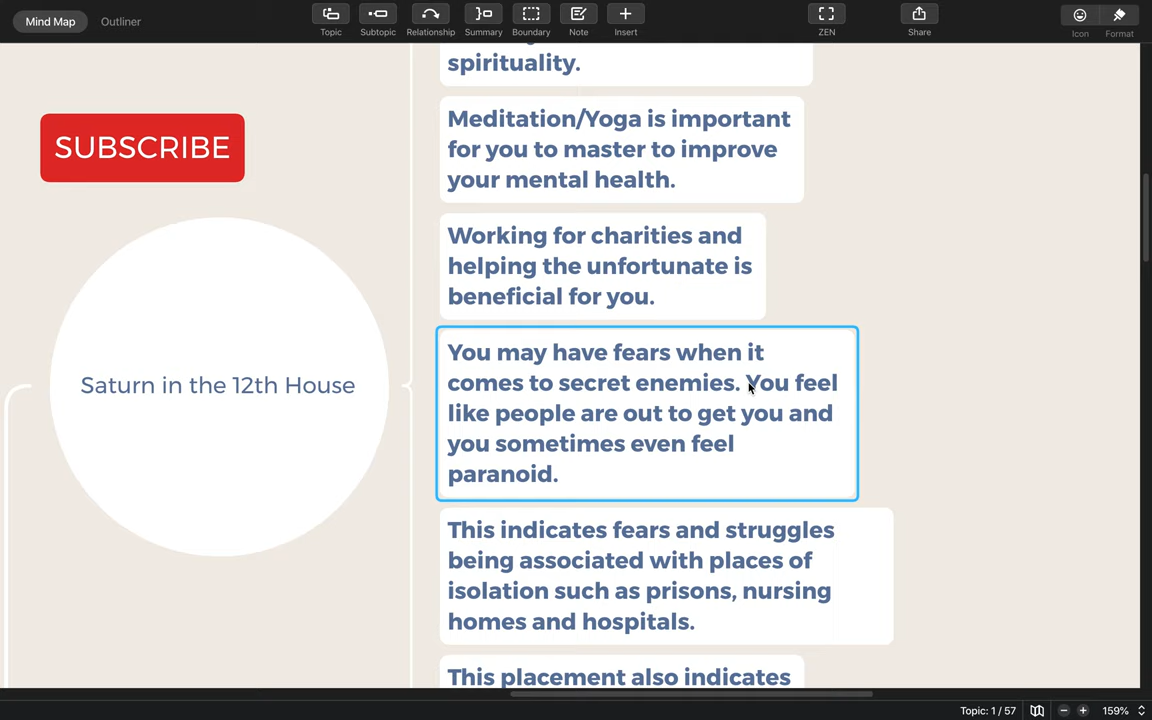 Mind Map
Outliner
Topic
Subtopic
Relationship
Summary
Boundary
Note
Insert
ZEN
Share
Icon
Format
SUBSCRIBE
Saturn in the 12th House
spirituality.
Meditation/Yoga is important
for you to master to improve
your mental health.
Working for charities and
helping the unfortunate is
beneficial for you.
You may have fears when it
comes to secret enemies. You feel
like people are out to get you and
you sometimes even feel
paranoid.
This indicates fears and struggles
being associated with places of
isolation such as prisons, nursing
homes and hospitals.
This placement also indicates
Topic: 1 / 57
159%